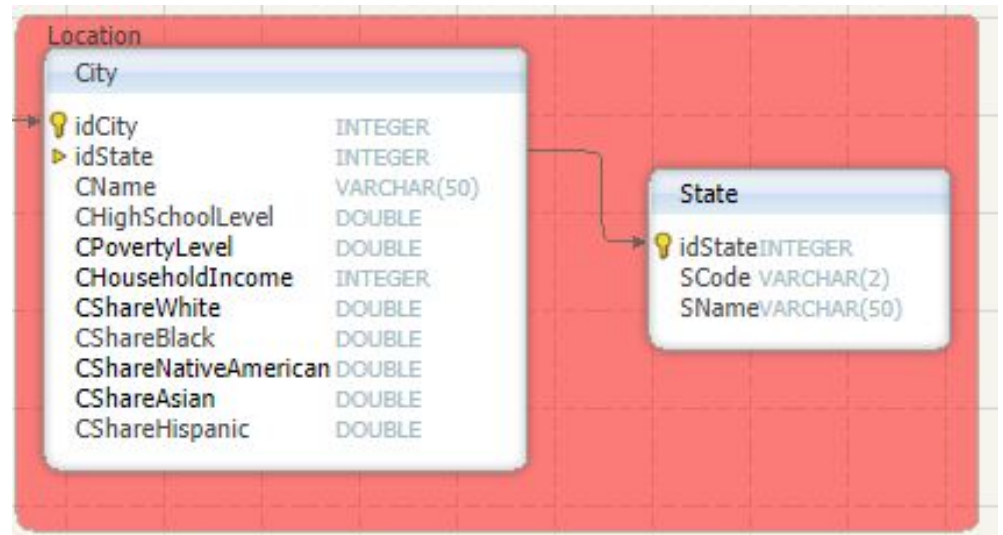 Location
City
idCity INTEGER
idState INTEGER
CName VARCHAR(50)
CHighSchoolLevel DOUBLE
CPovertyLevel DOUBLE
CHouseholdIncome INTEGER
CShareWhite DOUBLE
CShareBlack DOUBLE
CShareNativeAmerican DOUBLE
CShareAsian DOUBLE
CShareHispanic DOUBLE
State
idState INTEGER
SCode VARCHAR(2)
SName VARCHAR(50)